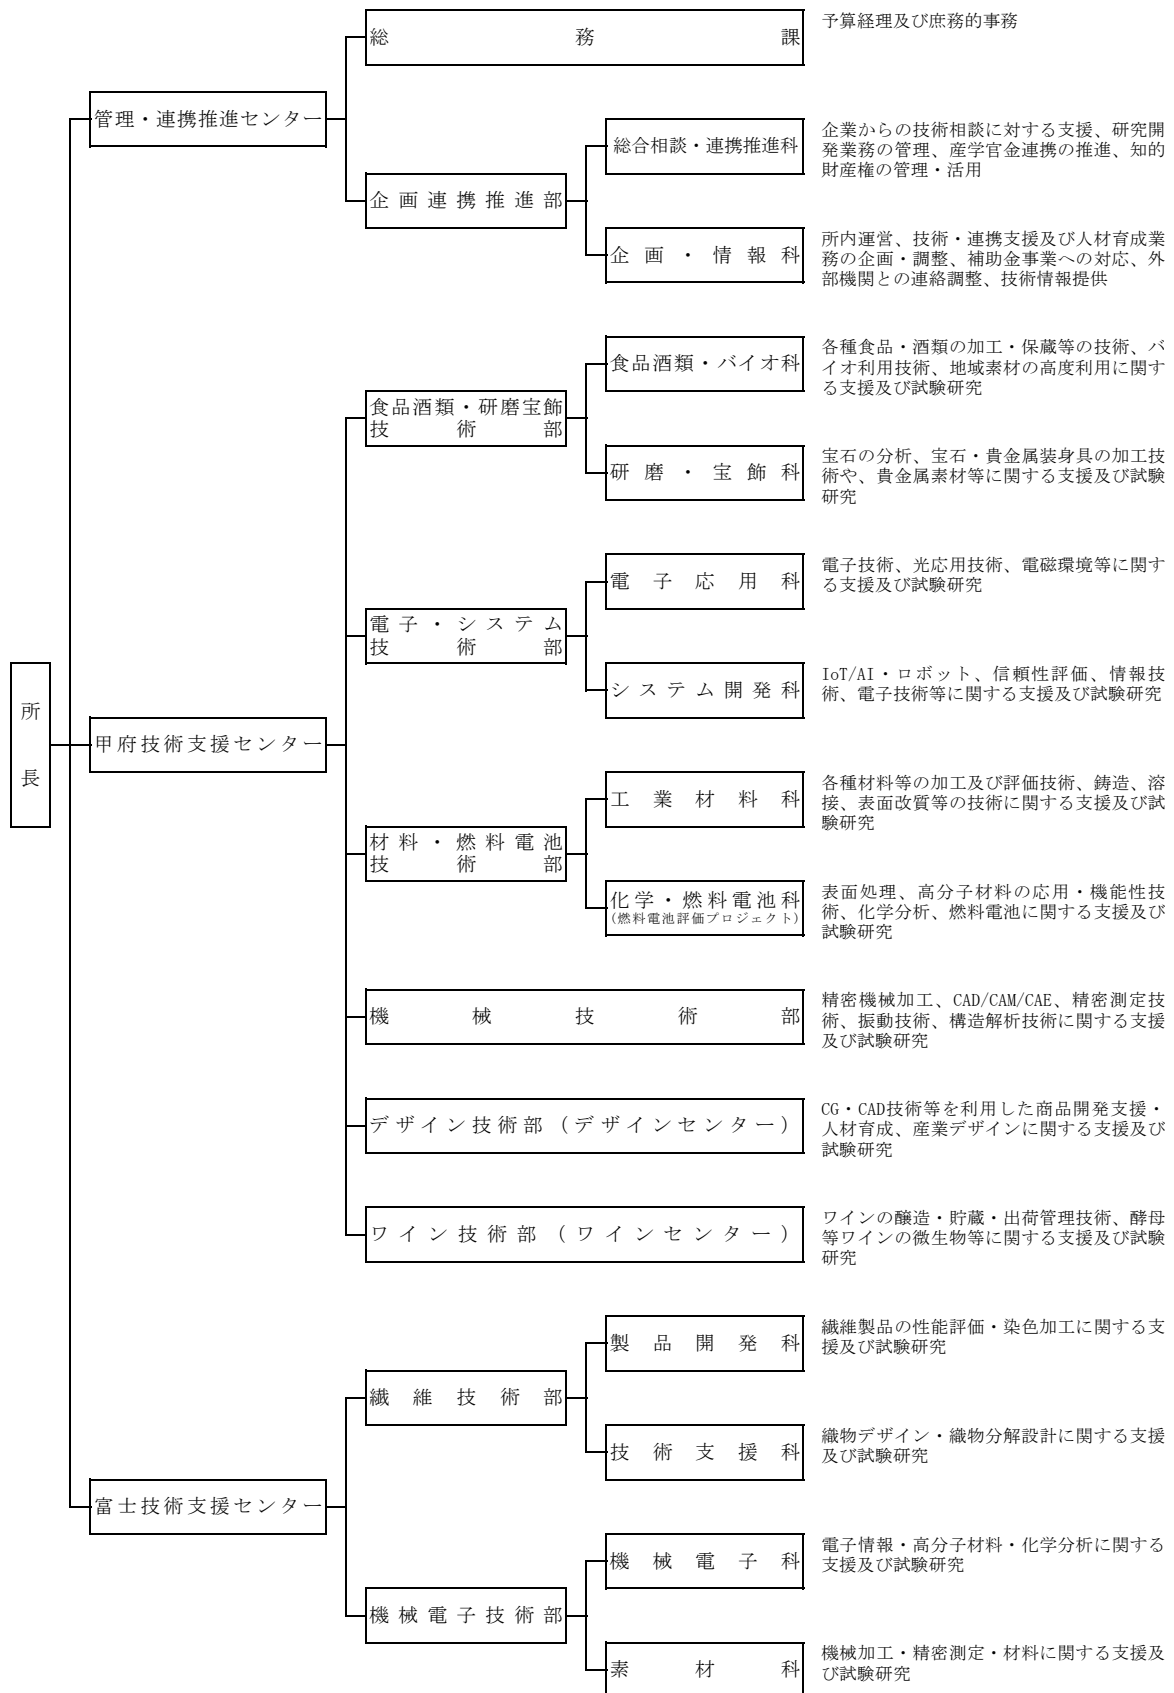 総務課
予算経理及び庶務的事務
管理・連携推進センター
総合相談・連携推進科
企業からの技術相談に対する支援、研究開
発業務の管理、産学官金連携の推進、知的
財産権の管理・活用
企画連携推進部
企画・情報科
所内運営、技術・連携支援及び人材育成業
務の企画・調整、補助金事業への対応、外
部機関との連絡調整、技術情報提供
食品酒類・バイオ科
各種食品・酒類の加工・保蔵等の技術、バ
イオ利用技術、地域素材の高度利用に関す
る支援及び試験研究
食品酒類・研磨宝飾
技術部
研磨・宝飾科
宝石の分析、宝石・貴金属装身具の加工技
術や、貴金属素材等に関する支援及び試験
研究
電子応用科
電子技術、光応用技術、電磁環境等に関す
る支援及び試験研究
電子・システム
技術部
システム開発科
IoT/AI・ロボット、信頼性評価、情報技
術、電子技術等に関する支援及び試験研究
所長
甲府技術支援センター
工業材料科
各種材料等の加工及び評価技術、鋳造、溶
接、表面改質等の技術に関する支援及び試
験研究
材料・燃料電池
技術部
化学・燃料電池科
(燃料電池評価プロジェクト)
表面処理、高分子材料の応用・機能性技
術、化学分析、燃料電池に関する支援及び
試験研究
機械技術部
精密機械加工、CAD/CAM/CAE、精密測定技
術、振動技術、構造解析技術に関する支援
及び試験研究
デザイン技術部（デザインセンター）
CG・CAD技術等を利用した商品開発支援・
人材育成、産業デザインに関する支援及び
試験研究
ワイン技術部（ワインセンター）
ワインの醸造・貯蔵・出荷管理技術、酵母
等ワインの微生物等に関する支援及び試験
研究
製品開発科
繊維製品の性能評価・染色加工に関する支
援及び試験研究
繊維技術部
技術支援科
織物デザイン・織物分解設計に関する支援
及び試験研究
富士技術支援センター
機械電子科
電子情報・高分子材料・化学分析に関する
支援及び試験研究
機械電子技術部
素材科
機械加工・精密測定・材料に関する支援及
び試験研究